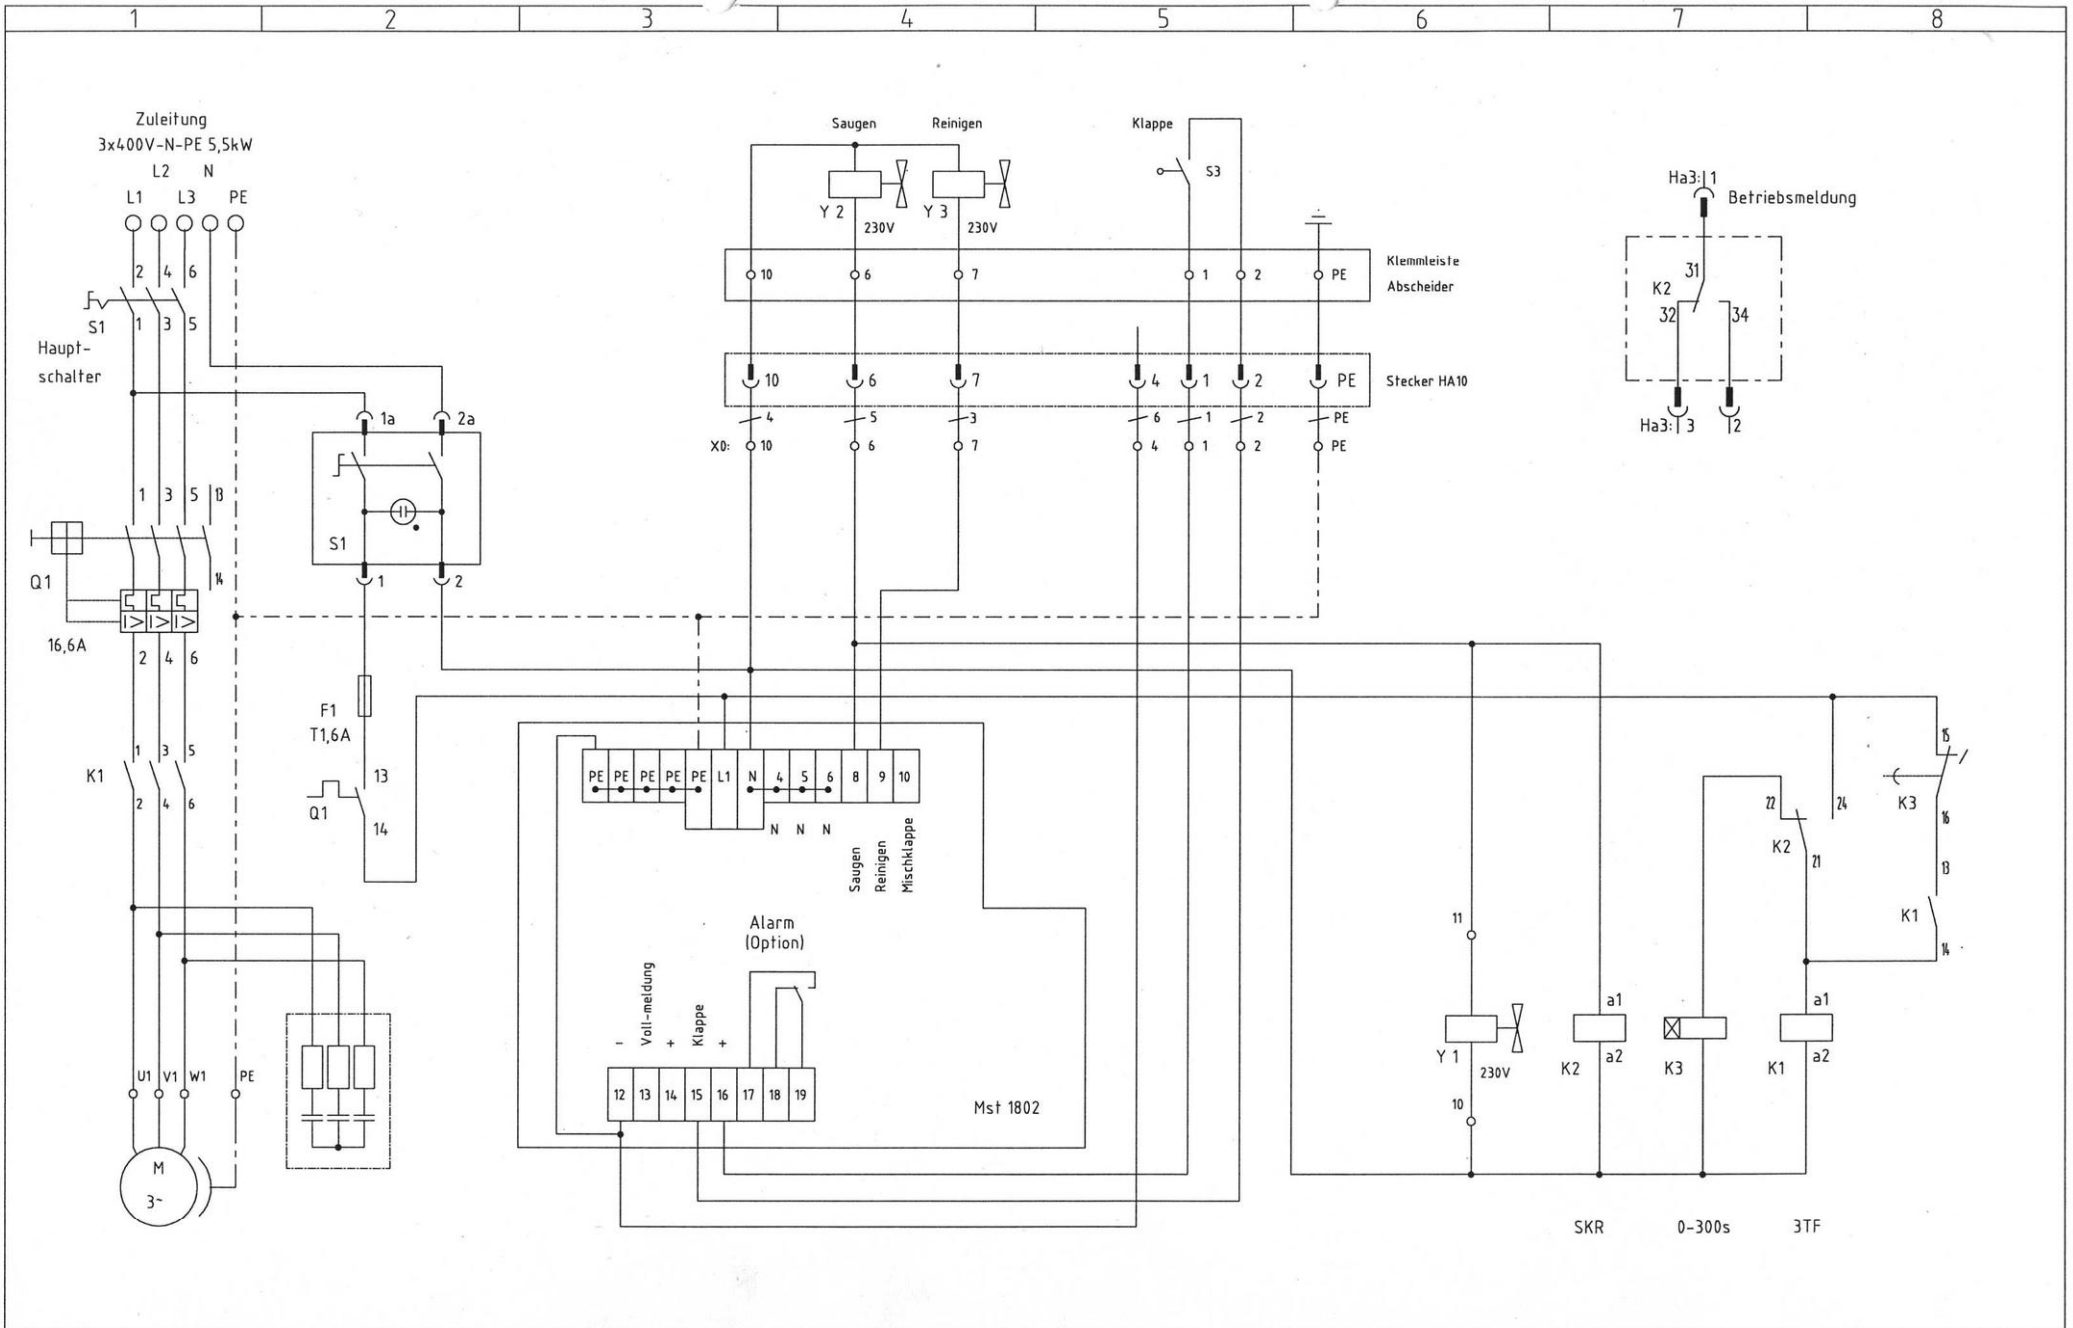 1 2 3 4 5 6 7 8
Zuleitung
3x400V-N-PE 5,5kW
L2 N
L1 L3 PE
2 4 6
S1
1 3 5
Haupt-
schalter
1a 2a
S1
1 2
1 3 5 13
Q1
14
16,6A
2 4 6
F1
T1,6A
13
Q1
14
1 3 5
K1
2 4 6
U1 V1 W1 PE
M
3~
Saugen Reinigen Klappe
S3
Y 2 Y 3
230V 230V
10 6 7 1 2 PE
Klemmleiste
Abscheider
10 6 7 4 1 2 PE
Stecker HA10
4 5 3 6 1 2 PE
X0: 10 6 7 4 1 2 PE
PE PE PE PE PE L1 N 4 5 6 8 9 10
N N N
Saugen
Reinigen
Mischklappe
Alarm
(Option)
-
Voll-meldung
+
Klappe
+
12 13 14 15 16 17 18 19
Mst 1802
Ha3: 1
Betriebsmeldung
31
K2
32 34
Ha3: 3 2
15
22 24 K3
16
K2
21
13
11 K1
14
a1 a1
Y 1 a2 a2
230V K2 K3 K1
10
SKR 0-300s 3TF